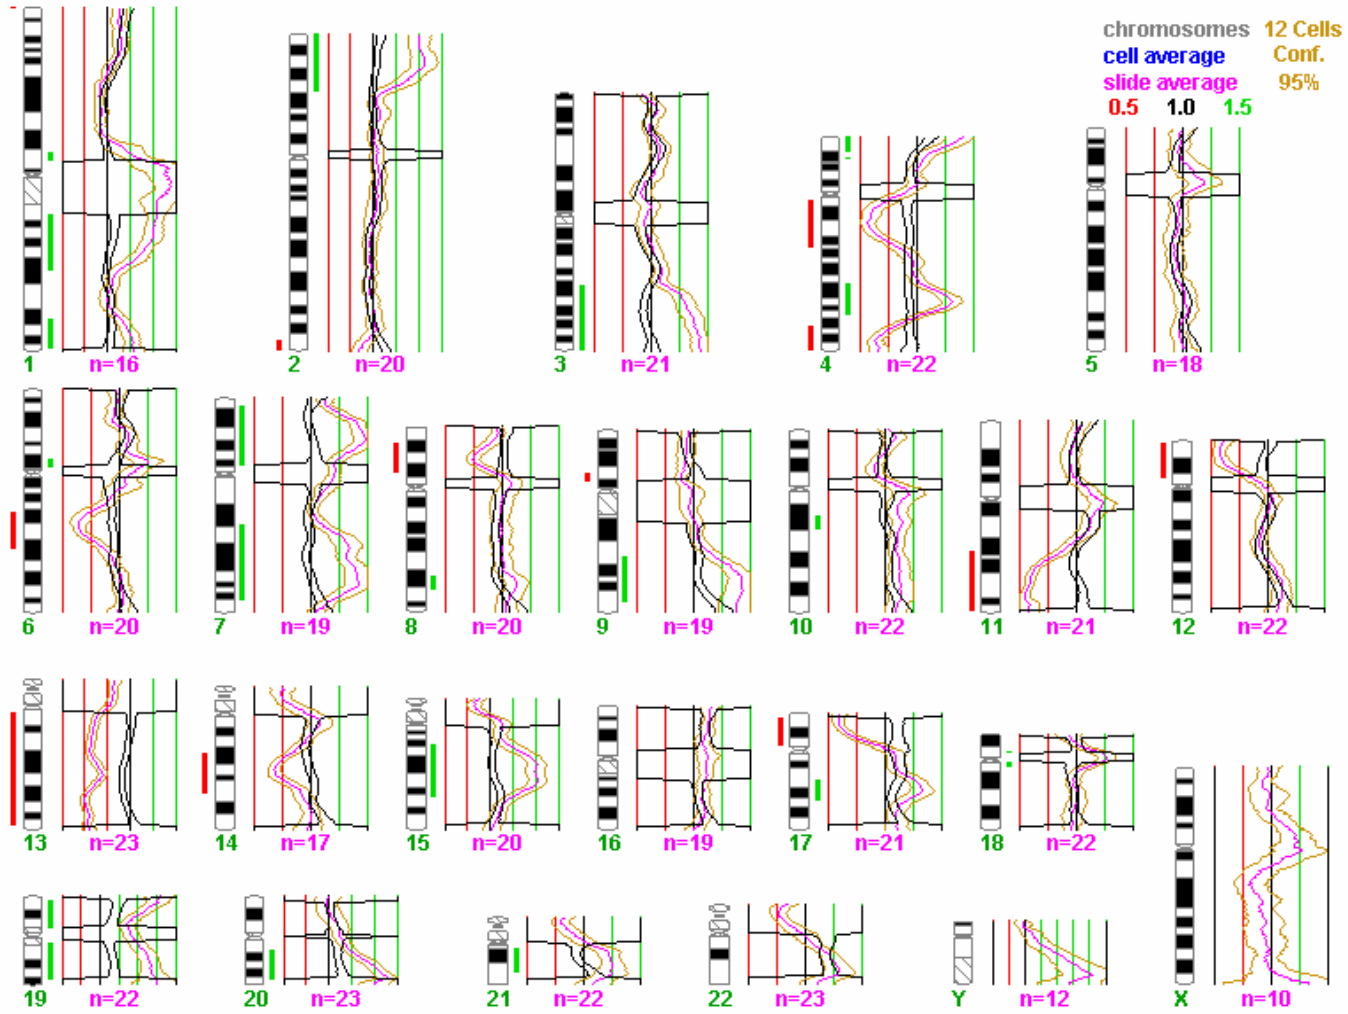 chromosomes 12 Cells
cell average Conf.
slide average 95%
0.5 1.0 1.5
1 n=16
2 n=20
3 n=21
4 n=22
5 n=18
6 n=20
7 n=19
8 n=20
9 n=19
10 n=22
11 n=21
12 n=22
13 n=23
14 n=17
15 n=20
16 n=19
17 n=21
18 n=22
19 n=22
20 n=23
21 n=22
22 n=23
Y n=12
X n=10